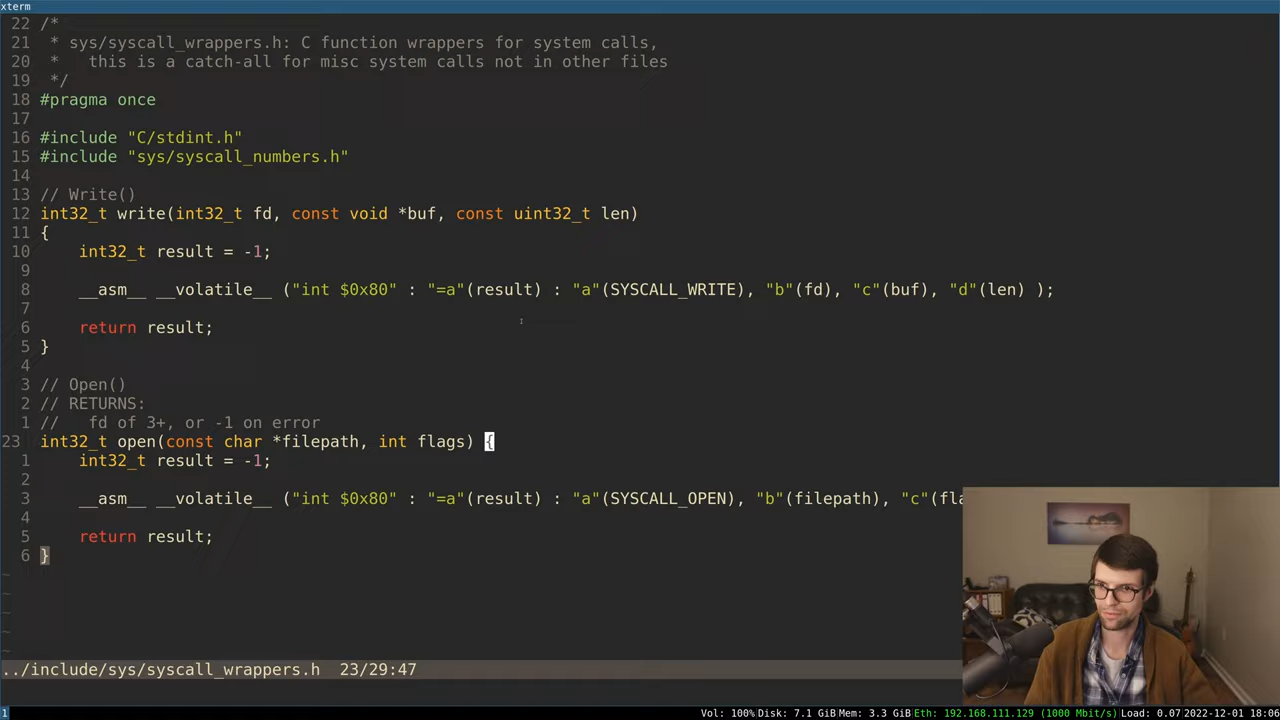 xterm
22 /*
21  * sys/syscall_wrappers.h: C function wrappers for system calls,
20  *   this is a catch-all for misc system calls not in other files
19  */
18 #pragma once
17
16 #include "C/stdint.h"
15 #include "sys/syscall_numbers.h"
14
13 // Write()
12 int32_t write(int32_t fd, const void *buf, const uint32_t len)
11 {
10     int32_t result = -1;
9
8     __asm__ __volatile__ ("int $0x80" : "=a"(result) : "a"(SYSCALL_WRITE), "b"(fd), "c"(buf), "d"(len) );
7
6     return result;
5 }
4
3 // Open()
2 // RETURNS:
1 //   fd of 3+, or -1 on error
23 int32_t open(const char *filepath, int flags) {
1     int32_t result = -1;
2
3     __asm__ __volatile__ ("int $0x80" : "=a"(result) : "a"(SYSCALL_OPEN), "b"(filepath), "c"(fla
4
5     return result;
6 }
~
~
~
~
~
../include/sys/syscall_wrappers.h  23/29:47
1 Vol: 100% Disk: 7.1 GiB Mem: 3.3 GiB Eth: 192.168.111.129 (1000 Mbit/s) Load: 0.07 2022-12-01 18:06